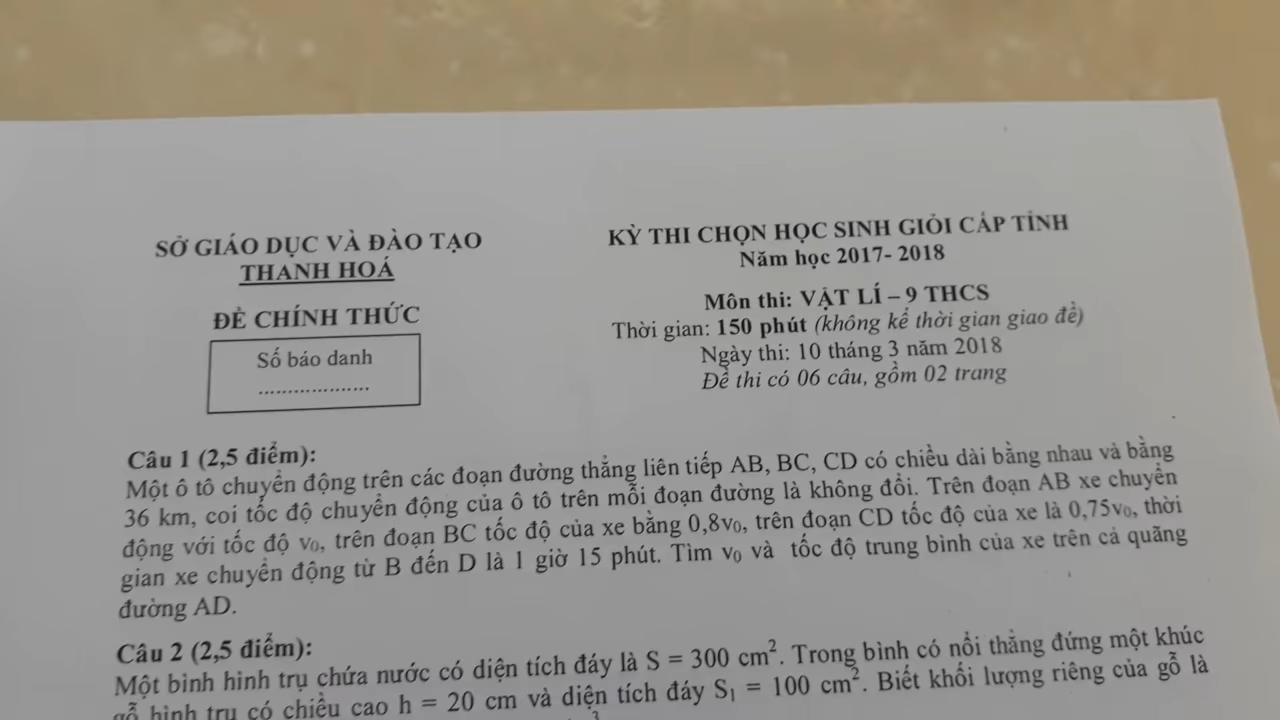 SỞ GIÁO DỤC VÀ ĐÀO TẠO
THANH HOÁ
ĐỀ CHÍNH THỨC
Số báo danh
...................
KỲ THI CHỌN HỌC SINH GIỎI CẤP TỈNH
Năm học 2017- 2018
Môn thi: VẬT LÍ – 9 THCS
Thời gian: 150 phút (không kể thời gian giao đề)
Ngày thi: 10 tháng 3 năm 2018
Đề thi có 06 câu, gồm 02 trang
Câu 1 (2,5 điểm):
Một ô tô chuyển động trên các đoạn đường thẳng liên tiếp AB, BC, CD có chiều dài bằng nhau và bằng
36 km, coi tốc độ chuyển động của ô tô trên mỗi đoạn đường là không đổi. Trên đoạn AB xe chuyển
động với tốc độ v₀, trên đoạn BC tốc độ của xe bằng 0,8v₀, trên đoạn CD tốc độ của xe là 0,75v₀, thời
gian xe chuyển động từ B đến D là 1 giờ 15 phút. Tìm v₀ và tốc độ trung bình của xe trên cả quãng
đường AD.
Câu 2 (2,5 điểm):
Một bình hình trụ chứa nước có diện tích đáy là S = 300 cm². Trong bình có nổi thẳng đứng một khúc
gỗ hình trụ có chiều cao h = 20 cm và diện tích đáy S₁ = 100 cm². Biết khối lượng riêng của gỗ là